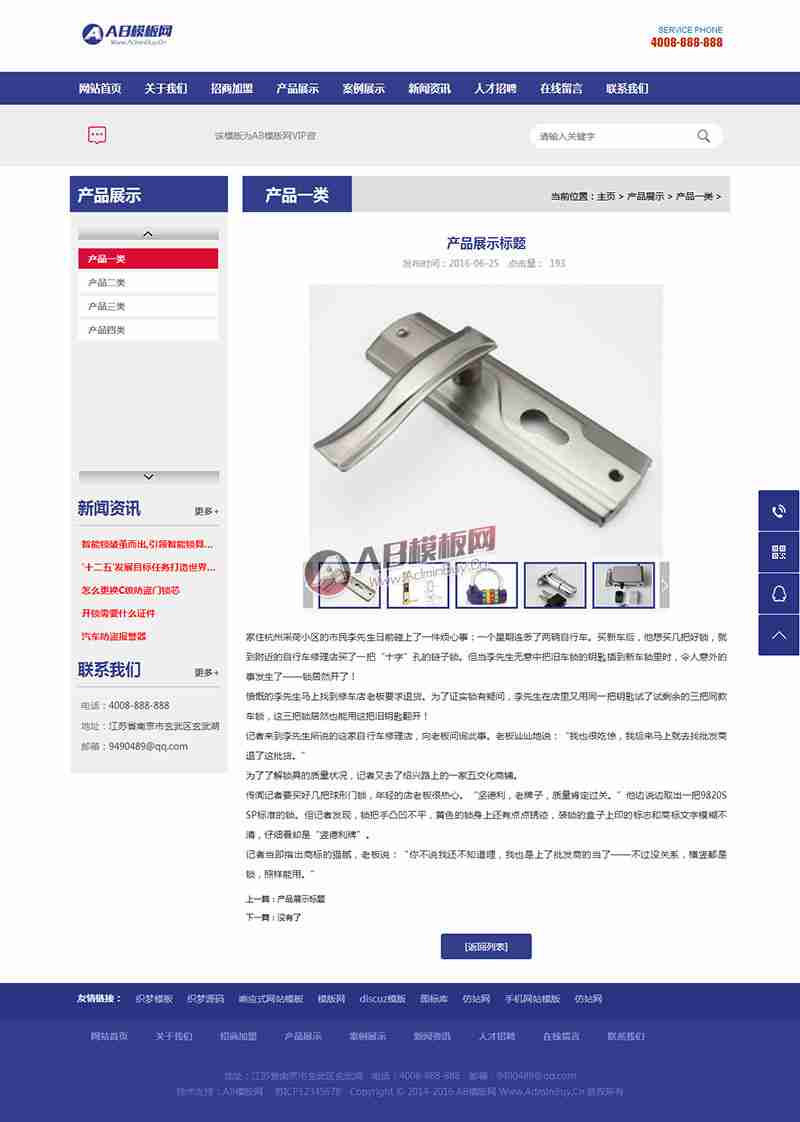 AB模板网
Www.AdminBuy.Cn
SERVICE PHONE
4008-888-888
网站首页 关于我们 招商加盟 产品展示 案例展示 新闻资讯 人才招聘 在线留言 联系我们
该模板为AB模板网VIP资
请输入关键字
产品展示
产品一类
产品二类
产品三类
产品四类
新闻资讯 更多+
智能锁破茧而出,引领智能锁具...
'十二五'发展目标任务打造世界...
怎么更换C级防盗门锁芯
开锁需要什么证件
汽车防盗报警器
联系我们 更多+
电话：4008-888-888
地址：江苏省南京市玄武区玄武湖
邮箱：9490489@qq.com
产品一类
当前位置：主页 > 产品展示 > 产品一类 >
产品展示标题
发布时间：2016-06-25 点击量： 193
AB模板网
Www.AdminBuy.Cn
家住杭州采荷小区的市民李先生日前碰上了一件烦心事：一个星期连丢了两辆自行车。买新车后，他想买几把好锁，就
到附近的自行车修理店买了一把“十字”孔的链子锁。但当李先生无意中把旧车锁的钥匙插到新车锁里时，令人意外的
事发生了——锁居然开了！
愤慨的李先生马上找到修车店老板要求退货。为了证实锁有疑问，李先生在店里又用同一把钥匙试了试剩余的三把同款
车锁，这三把锁居然也能用这把旧钥匙翻开！
记者来到李先生所说的这家自行车修理店，向老板问询此事。老板讪讪地说：“我也很吃惊，我后来马上就去找批发商
退了这批货。”
为了了解锁具的质量状况，记者又去了绍兴路上的一家五交化商铺。
传闻记者要买好几把球形门锁，年轻的店老板很热心。“坚德利，老牌子，质量肯定过关。”他边说边取出一把9820S
SP标准的锁。但记者发现，锁把手凸凹不平，黄色的锁身上还有点点锈迹，装锁的盒子上印的标志和商标文字模糊不
清，仔细看却是“竖德利牌”。
记者当即指出商标的猫腻，老板说：“你不说我还不知道哩，我也是上了批发商的当了——不过没关系，横竖都是
锁，照样能用。”
上一篇：产品展示标题
下一篇：没有了
[返回列表]
友情链接： 织梦模板 织梦源码 响应式网站模板 模板网 discuz模板 图标库 仿站网 手机网站模板 仿站网
网站首页 关于我们 招商加盟 产品展示 案例展示 新闻资讯 人才招聘 在线留言 联系我们
地址：江苏省南京市玄武区玄武湖 电话：4008-888-888 邮箱：9490489@qq.com
技术支持：AB模板网 苏ICP12345678 Copyright © 2014-2016 AB模板网 Www.AdminBuy.Cn 版权所有